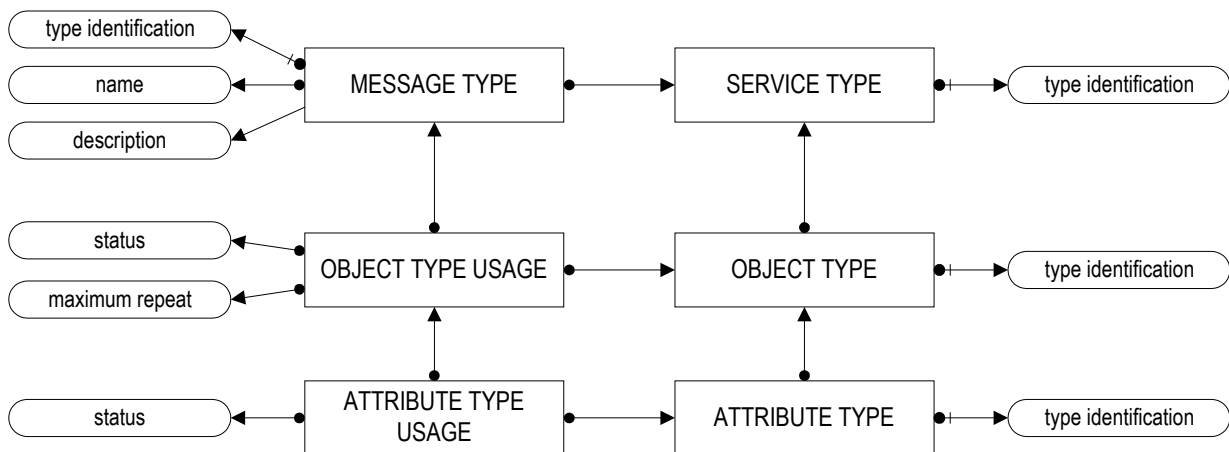 type identification
name
description
MESSAGE TYPE
SERVICE TYPE
type identification
status
maximum repeat
OBJECT TYPE USAGE
OBJECT TYPE
type identification
status
ATTRIBUTE TYPE
USAGE
ATTRIBUTE TYPE
type identification